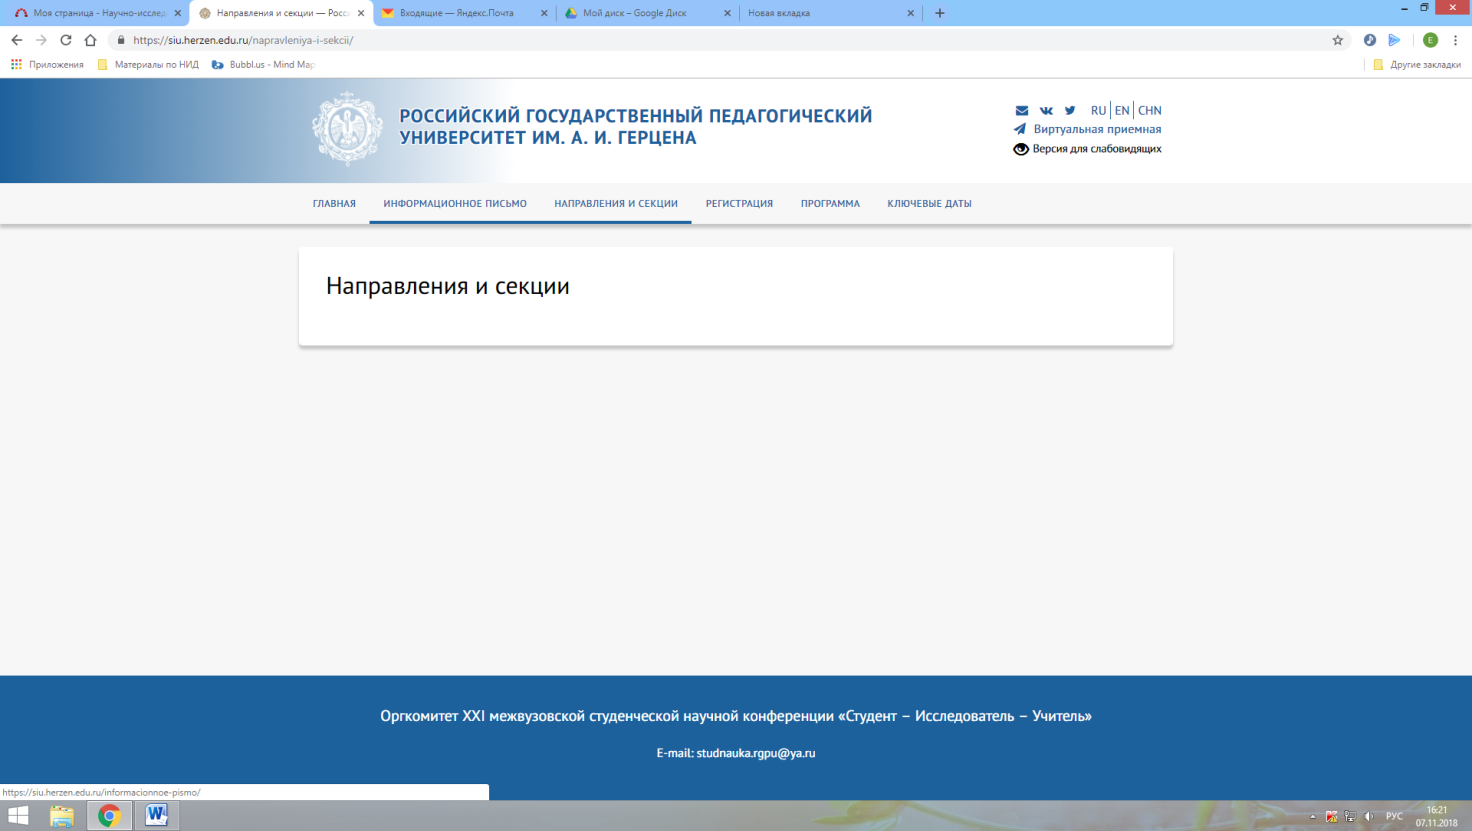 Моя страница - Научно-исслед
Направления и секции — Росс
Входящие — Яндекс.Почта
Мой диск – Google Диск
Новая вкладка
https://siu.herzen.edu.ru/napravleniya-i-sekcii/
E
Приложения
Материалы по НИД
Bubbl.us - Mind Map
Другие закладки
РОССИЙСКИЙ ГОСУДАРСТВЕННЫЙ ПЕДАГОГИЧЕСКИЙ
УНИВЕРСИТЕТ ИМ. А. И. ГЕРЦЕНА
RU EN CHN
Виртуальная приемная
Версия для слабовидящих
ГЛАВНАЯ
ИНФОРМАЦИОННОЕ ПИСЬМО
НАПРАВЛЕНИЯ И СЕКЦИИ
РЕГИСТРАЦИЯ
ПРОГРАММА
КЛЮЧЕВЫЕ ДАТЫ
Направления и секции
Оргкомитет XXI межвузовской студенческой научной конференции «Студент – Исследователь – Учитель»
E-mail: studnauka.rgpu@ya.ru
https://siu.herzen.edu.ru/informacionnoe-pismo/
РУС
16:21
07.11.2018